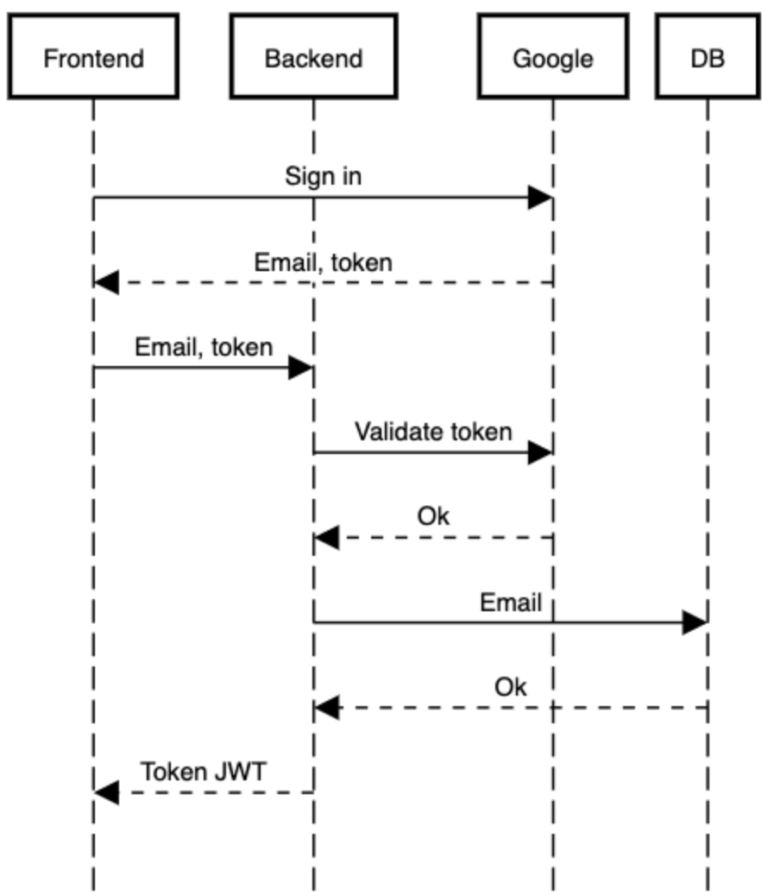 Frontend
Backend
Google
DB
Sign in
Email, token
Email, token
Validate token
Ok
Email
Ok
Token JWT